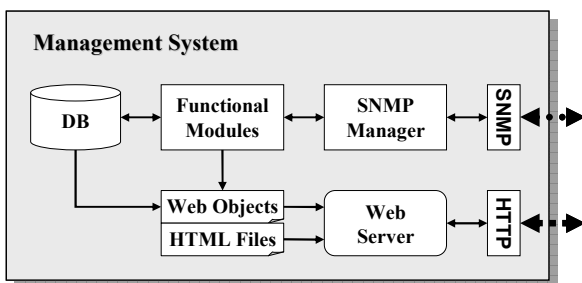 Management System
DB
Functional
Modules
SNMP
Manager
SNMP
Web Objects
HTML Files
Web
Server
HTTP